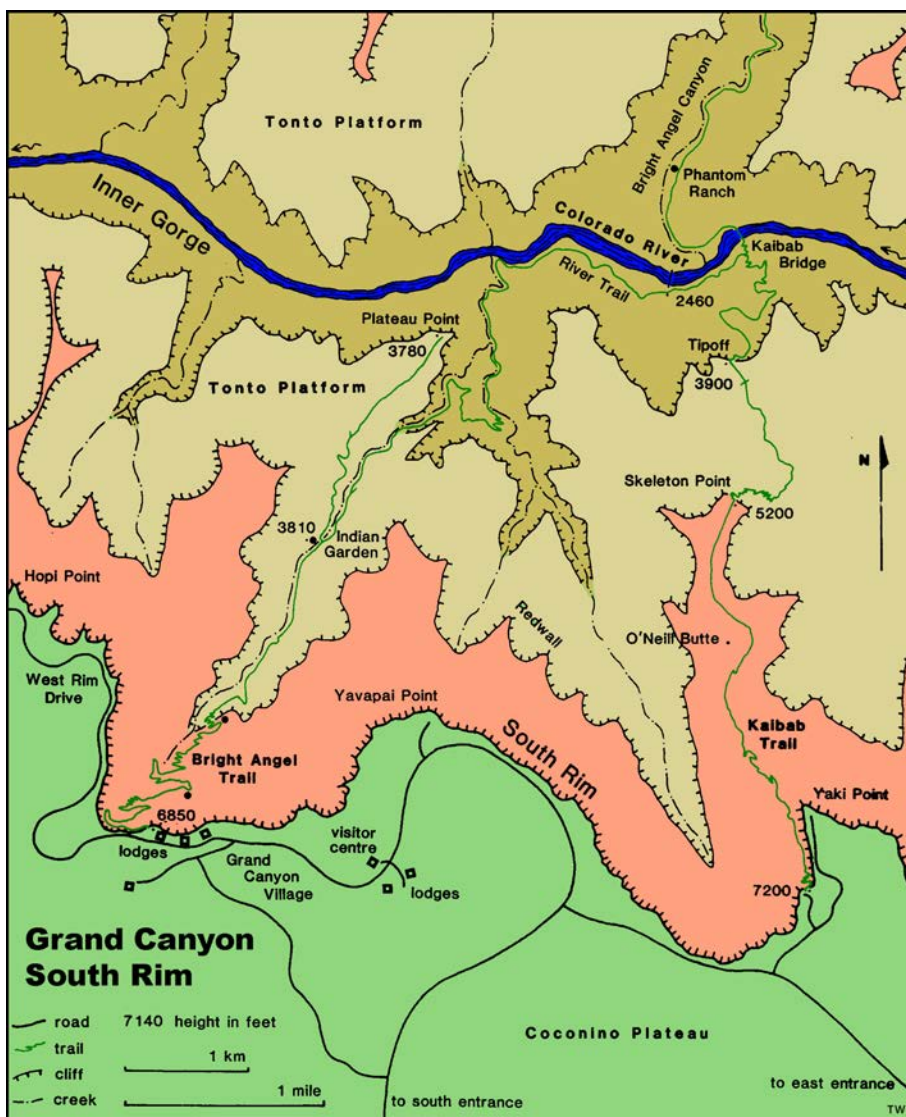 Tonto Platform
Bright Angel Canyon
Phantom
Ranch
Inner Gorge
Colorado River
Kaibab
Bridge
River Trail
2460
Plateau Point
3780
Tipoff
3900
Tonto Platform
N
Skeleton Point
5200
3810
Indian
Garden
Hopi Point
Redwall
O'Neill Butte
West Rim
Drive
Yavapai Point
South Rim
Kaibab
Trail
Bright Angel
Trail
Yaki Point
6850
lodges
visitor
centre
Grand
Canyon
Village
lodges
7200
Grand Canyon
South Rim
road
7140 height in feet
trail
1 km
cliff
1 mile
creek
Coconino Plateau
to south entrance
to east entrance
TW